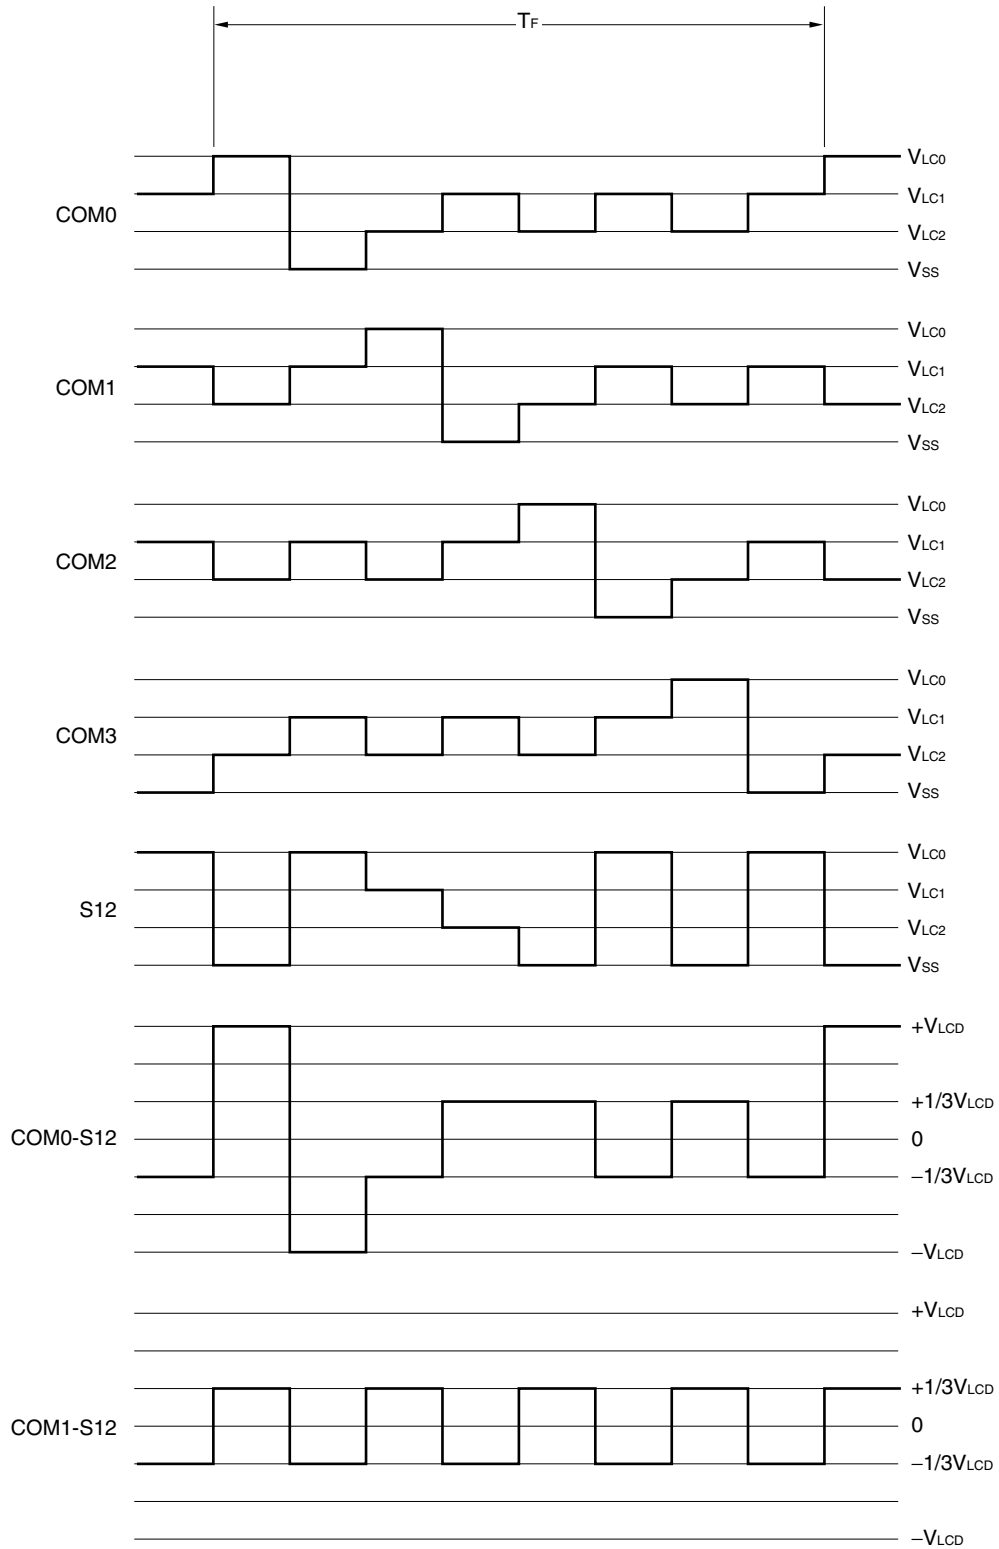 TF
COM0
VLC0
VLC1
VLC2
VSS
COM1
VLC0
VLC1
VLC2
VSS
COM2
VLC0
VLC1
VLC2
VSS
COM3
VLC0
VLC1
VLC2
VSS
S12
VLC0
VLC1
VLC2
VSS
COM0-S12
+VLCD
+1/3VLCD
0
−1/3VLCD
−VLCD
COM1-S12
+VLCD
+1/3VLCD
0
−1/3VLCD
−VLCD